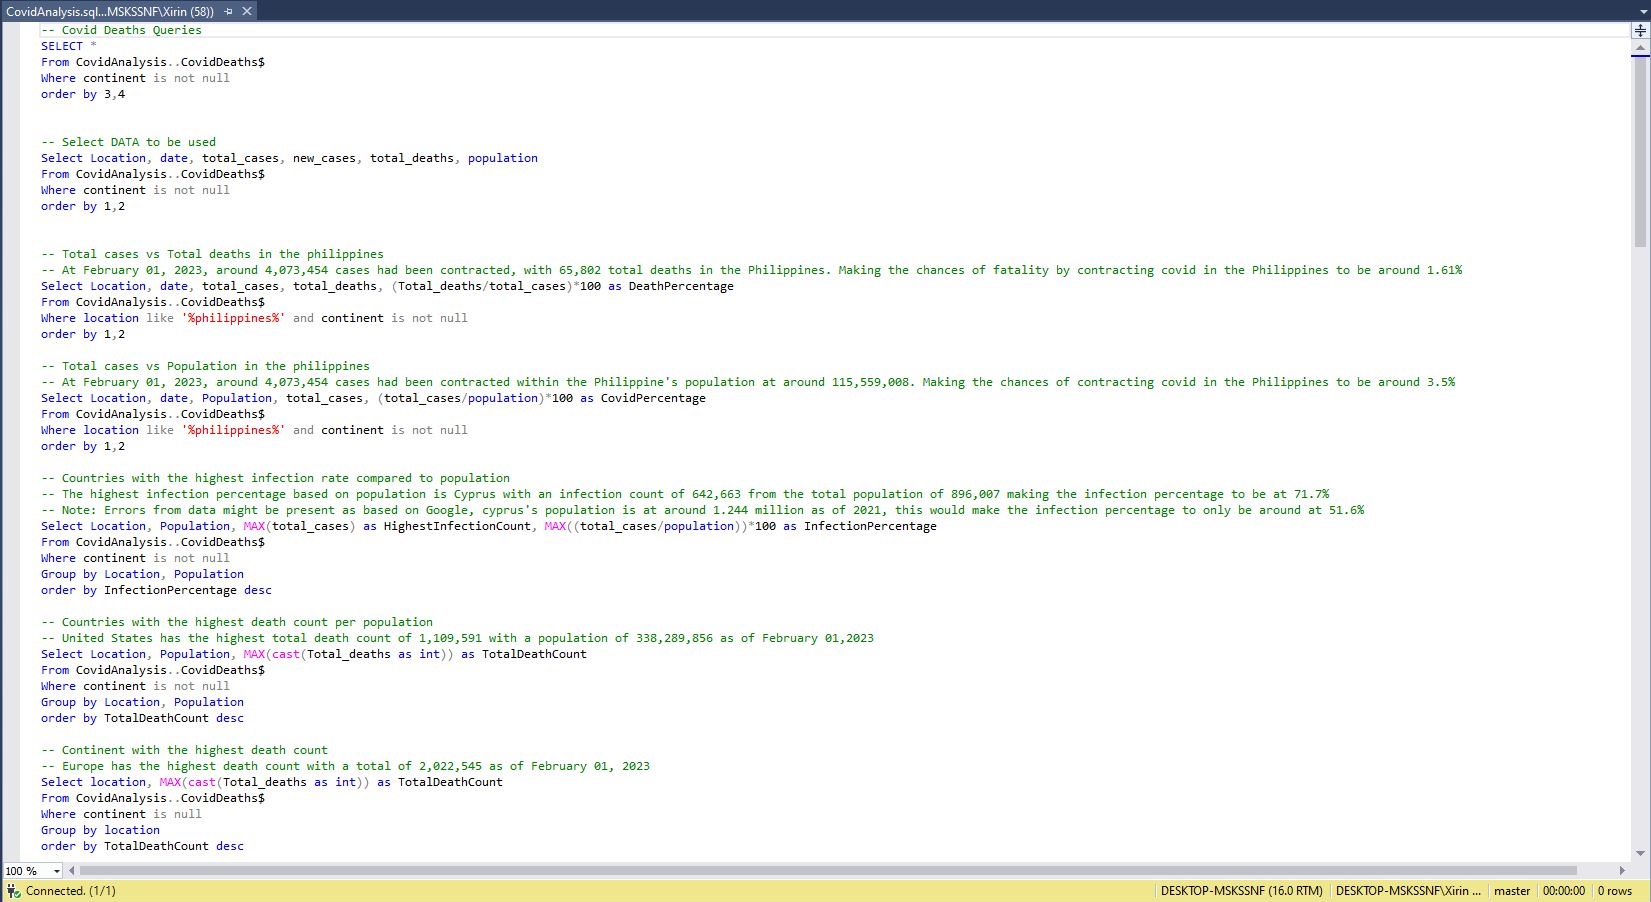 CovidAnalysis.sql...MSKSSNF\Xirin (58))
-- Covid Deaths Queries
SELECT *
From CovidAnalysis..CovidDeaths$
Where continent is not null
order by 3,4
-- Select DATA to be used
Select Location, date, total_cases, new_cases, total_deaths, population
From CovidAnalysis..CovidDeaths$
Where continent is not null
order by 1,2
-- Total cases vs Total deaths in the philippines
-- At February 01, 2023, around 4,073,454 cases had been contracted, with 65,802 total deaths in the Philippines. Making the chances of fatality by contracting covid in the Philippines to be around 1.61%
Select Location, date, total_cases, total_deaths, (Total_deaths/total_cases)*100 as DeathPercentage
From CovidAnalysis..CovidDeaths$
Where location like '%philippines%' and continent is not null
order by 1,2
-- Total cases vs Population in the philippines
-- At February 01, 2023, around 4,073,454 cases had been contracted within the Philippine's population at around 115,559,008. Making the chances of contracting covid in the Philippines to be around 3.5%
Select Location, date, Population, total_cases, (total_cases/population)*100 as CovidPercentage
From CovidAnalysis..CovidDeaths$
Where location like '%philippines%' and continent is not null
order by 1,2
-- Countries with the highest infection rate compared to population
-- The highest infection percentage based on population is Cyprus with an infection count of 642,663 from the total population of 896,007 making the infection percentage to be at 71.7%
-- Note: Errors from data might be present as based on Google, cyprus's population is at around 1.244 million as of 2021, this would make the infection percentage to only be around at 51.6%
Select Location, Population, MAX(total_cases) as HighestInfectionCount, MAX((total_cases/population))*100 as InfectionPercentage
From CovidAnalysis..CovidDeaths$
Where continent is not null
Group by Location, Population
order by InfectionPercentage desc
-- Countries with the highest death count per population
-- United States has the highest total death count of 1,109,591 with a population of 338,289,856 as of February 01,2023
Select Location, Population, MAX(cast(Total_deaths as int)) as TotalDeathCount
From CovidAnalysis..CovidDeaths$
Where continent is not null
Group by Location, Population
order by TotalDeathCount desc
-- Continent with the highest death count
-- Europe has the highest death count with a total of 2,022,545 as of February 01, 2023
Select location, MAX(cast(Total_deaths as int)) as TotalDeathCount
From CovidAnalysis..CovidDeaths$
Where continent is null
Group by location
order by TotalDeathCount desc
100 %
Connected. (1/1) DESKTOP-MSKSSNF (16.0 RTM) DESKTOP-MSKSSNF\Xirin ... master 00:00:00 0 rows